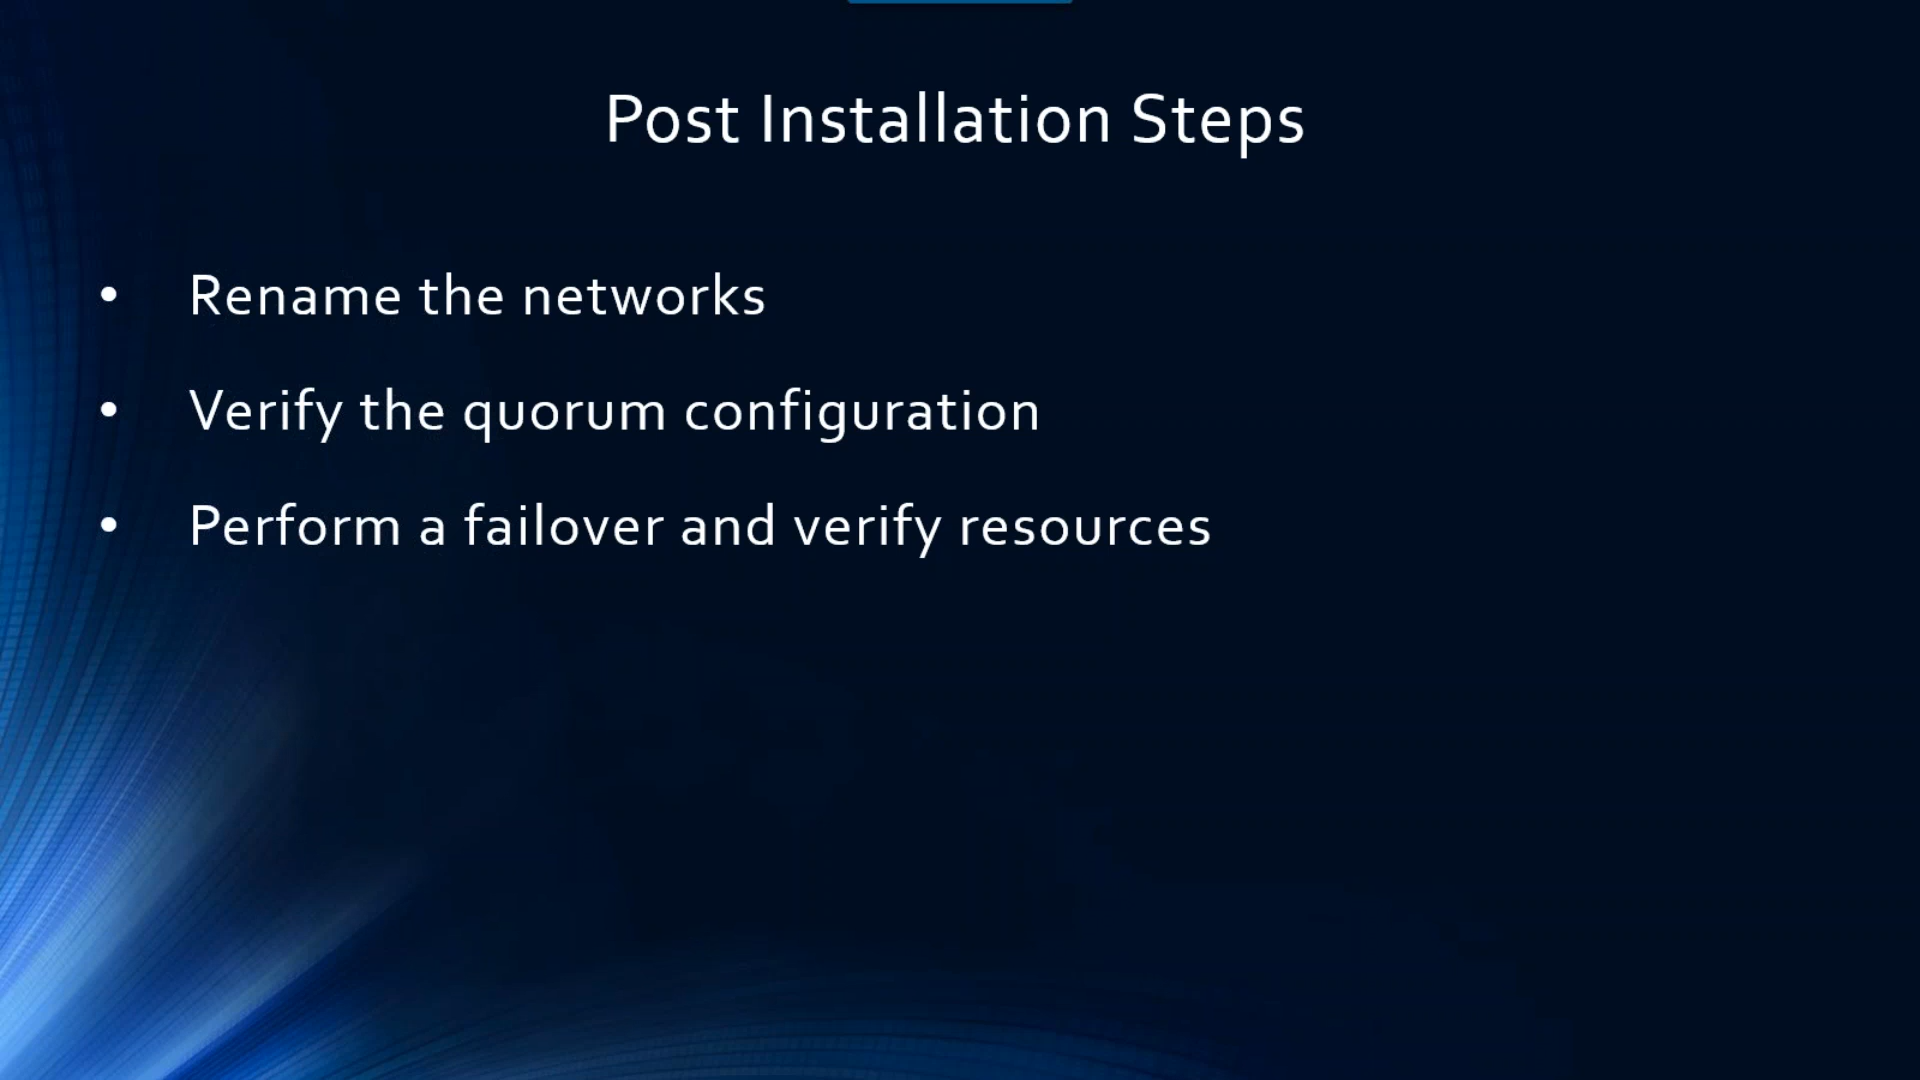 Post Installation Steps
• Rename the networks
• Verify the quorum configuration
• Perform a failover and verify resources